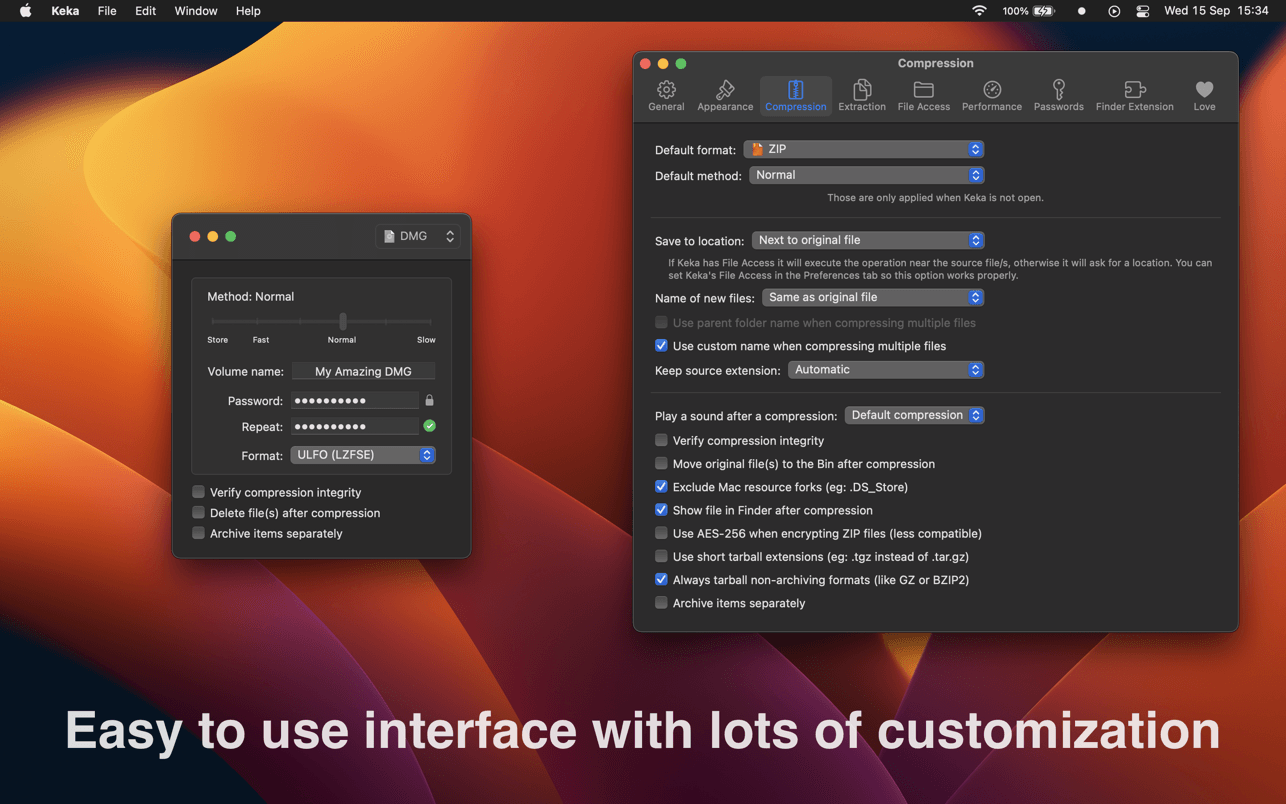 Keka File Edit Window Help 100% Wed 15 Sep 15:34
DMG
Method: Normal
Store Fast Normal Slow
Volume name: My Amazing DMG
Password: ●●●●●●●●●●
Repeat: ●●●●●●●●●●
Format: ULFO (LZFSE)
Verify compression integrity
Delete file(s) after compression
Archive items separately
Compression
General Appearance Compression Extraction File Access Performance Passwords Finder Extension Love
Default format: ZIP
Default method: Normal
Those are only applied when Keka is not open.
Save to location: Next to original file
If Keka has File Access it will execute the operation near the source file/s, otherwise it will ask for a location. You can
set Keka's File Access in the Preferences tab so this option works properly.
Name of new files: Same as original file
Use parent folder name when compressing multiple files
Use custom name when compressing multiple files
Keep source extension: Automatic
Play a sound after a compression: Default compression
Verify compression integrity
Move original file(s) to the Bin after compression
Exclude Mac resource forks (eg: .DS_Store)
Show file in Finder after compression
Use AES-256 when encrypting ZIP files (less compatible)
Use short tarball extensions (eg: .tgz instead of .tar.gz)
Always tarball non-archiving formats (like GZ or BZIP2)
Archive items separately
Easy to use interface with lots of customization